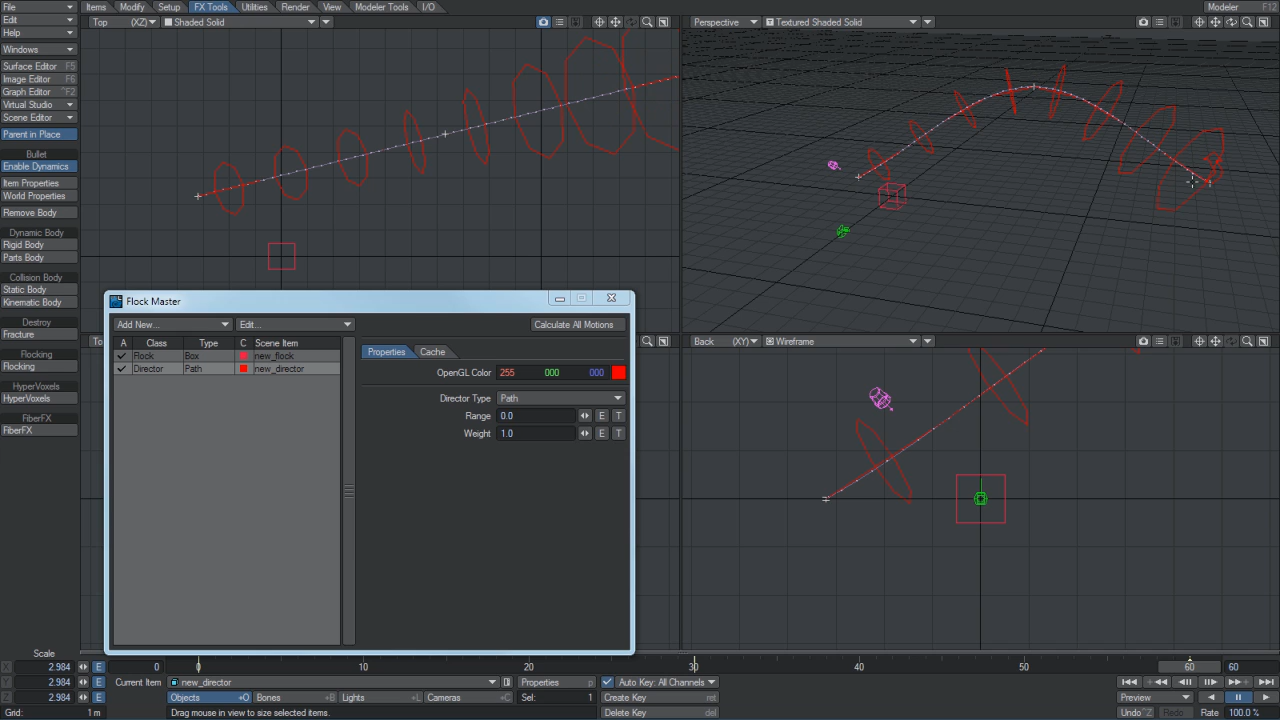 File
Items
Modify
Setup
FX Tools
Utilities
Render
View
Modeler Tools
I/O
Modeler F12
Edit
Help
Windows
Surface Editor F5
Image Editor F6
Graph Editor ^F2
Virtual Studio
Scene Editor
Parent in Place
Bullet
Enable Dynamics
Item Properties
World Properties
Remove Body
Dynamic Body
Rigid Body
Parts Body
Collision Body
Static Body
Kinematic Body
Destroy
Fracture
Flocking
Flocking
HyperVoxels
HyperVoxels
FiberFX
FiberFX
Top (XZ) Shaded Solid
Perspective Textured Shaded Solid
To
Back (XY) Wireframe
Flock Master
Add New...
Edit...
Calculate All Motions
A Class Type C Scene Item
Flock Box new_flock
Director Path new_director
Properties
Cache
OpenGL Color 255 000 000
Director Type Path
Range 0.0 E T
Weight 1.0 E T
Scale
X 2.984 E
Y 2.984 E
Z 2.984 E
Grid: 1 m
0
0 10 20 30 40 50 60
60
Current Item new_director
Properties p
Auto Key: All Channels
Objects +O
Bones +B
Lights +L
Cameras +C
Sel: 1
Create Key ret
Delete Key del
Drag mouse in view to size selected items.
Preview
Undo ^Z
Redo
Rate 100.0 %